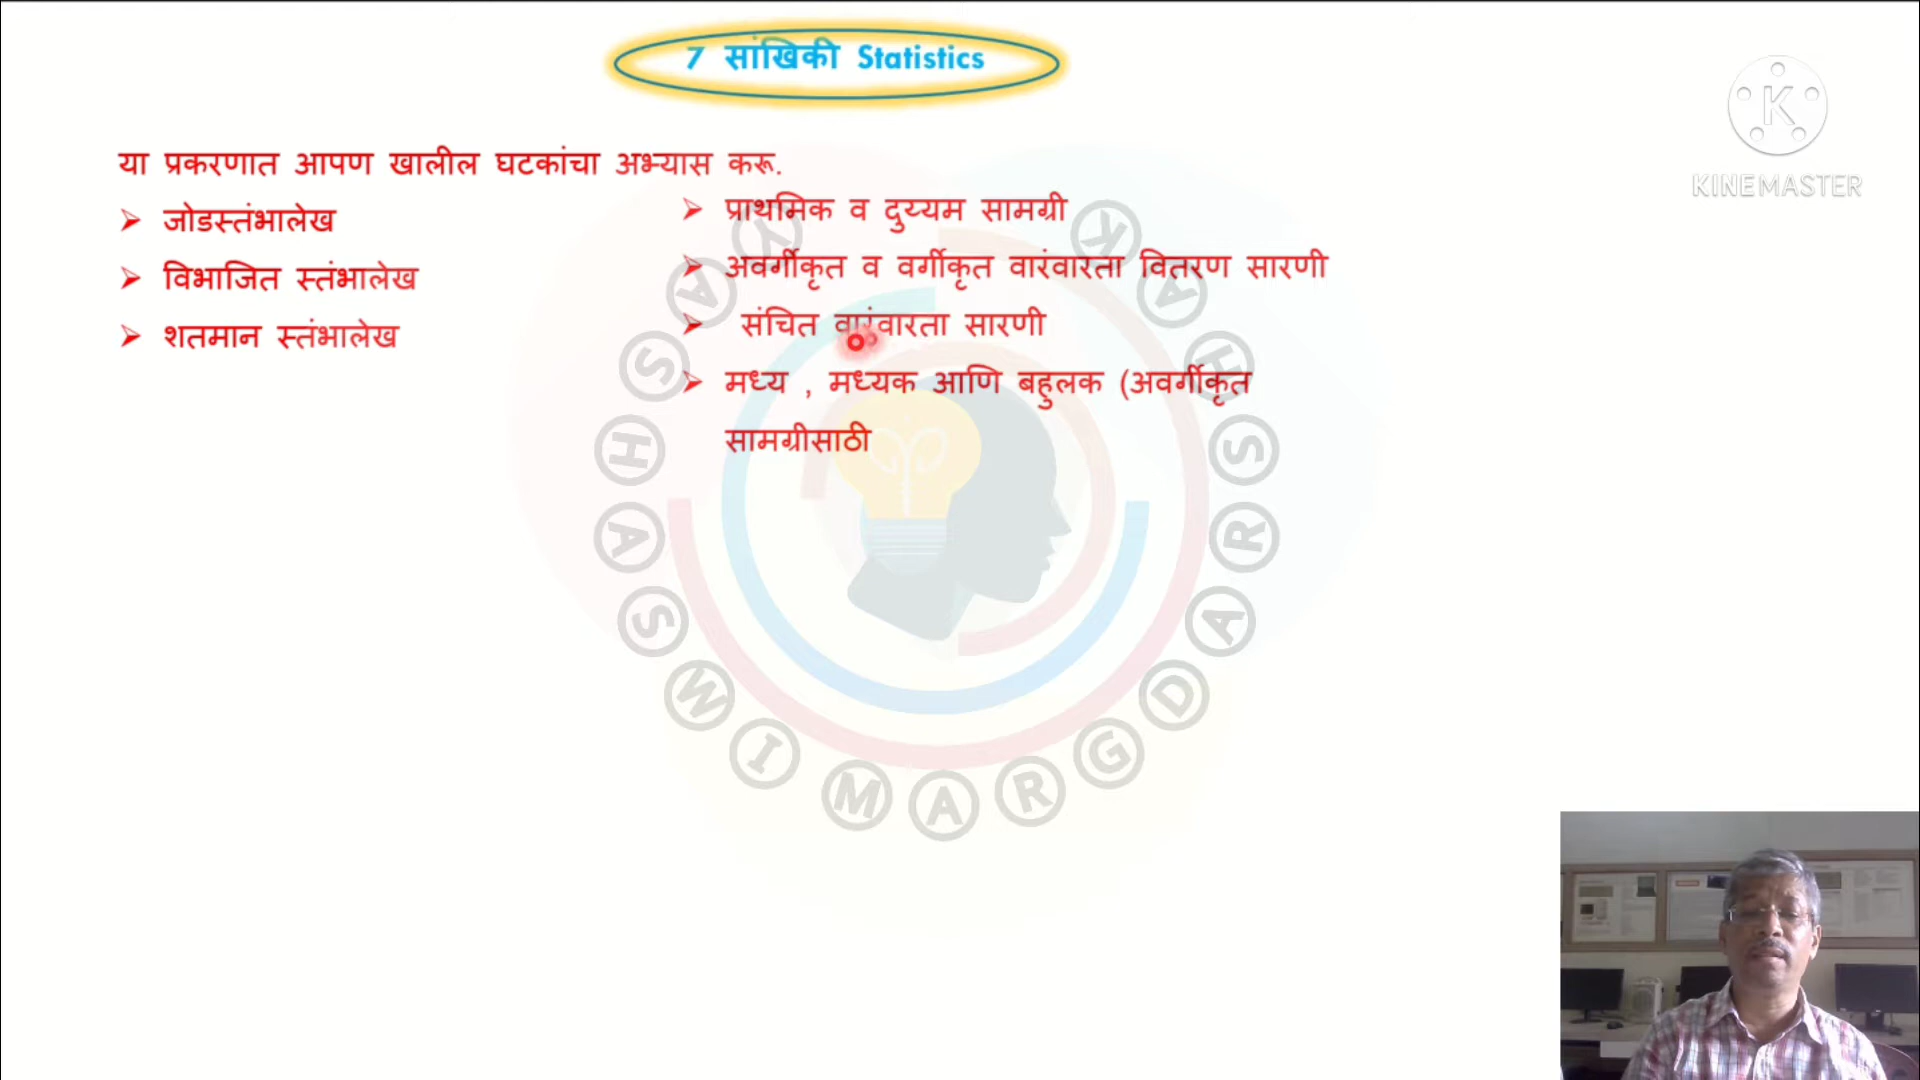 7 सांखिकी Statistics
KINEMASTER
या प्रकरणात आपण खालील घटकांचा अभ्यास करू.
➢ जोडस्तंभालेख
➢ विभाजित स्तंभालेख
➢ शतमान स्तंभालेख
➢ प्राथमिक व दुय्यम सामग्री
➢ अवर्गीकृत व वर्गीकृत वारंवारता वितरण सारणी
➢ संचित वारंवारता सारणी
➢ मध्य , मध्यक आणि बहुलक (अवर्गीकृत
सामग्रीसाठी
YASHASWI MARGDARSHAK